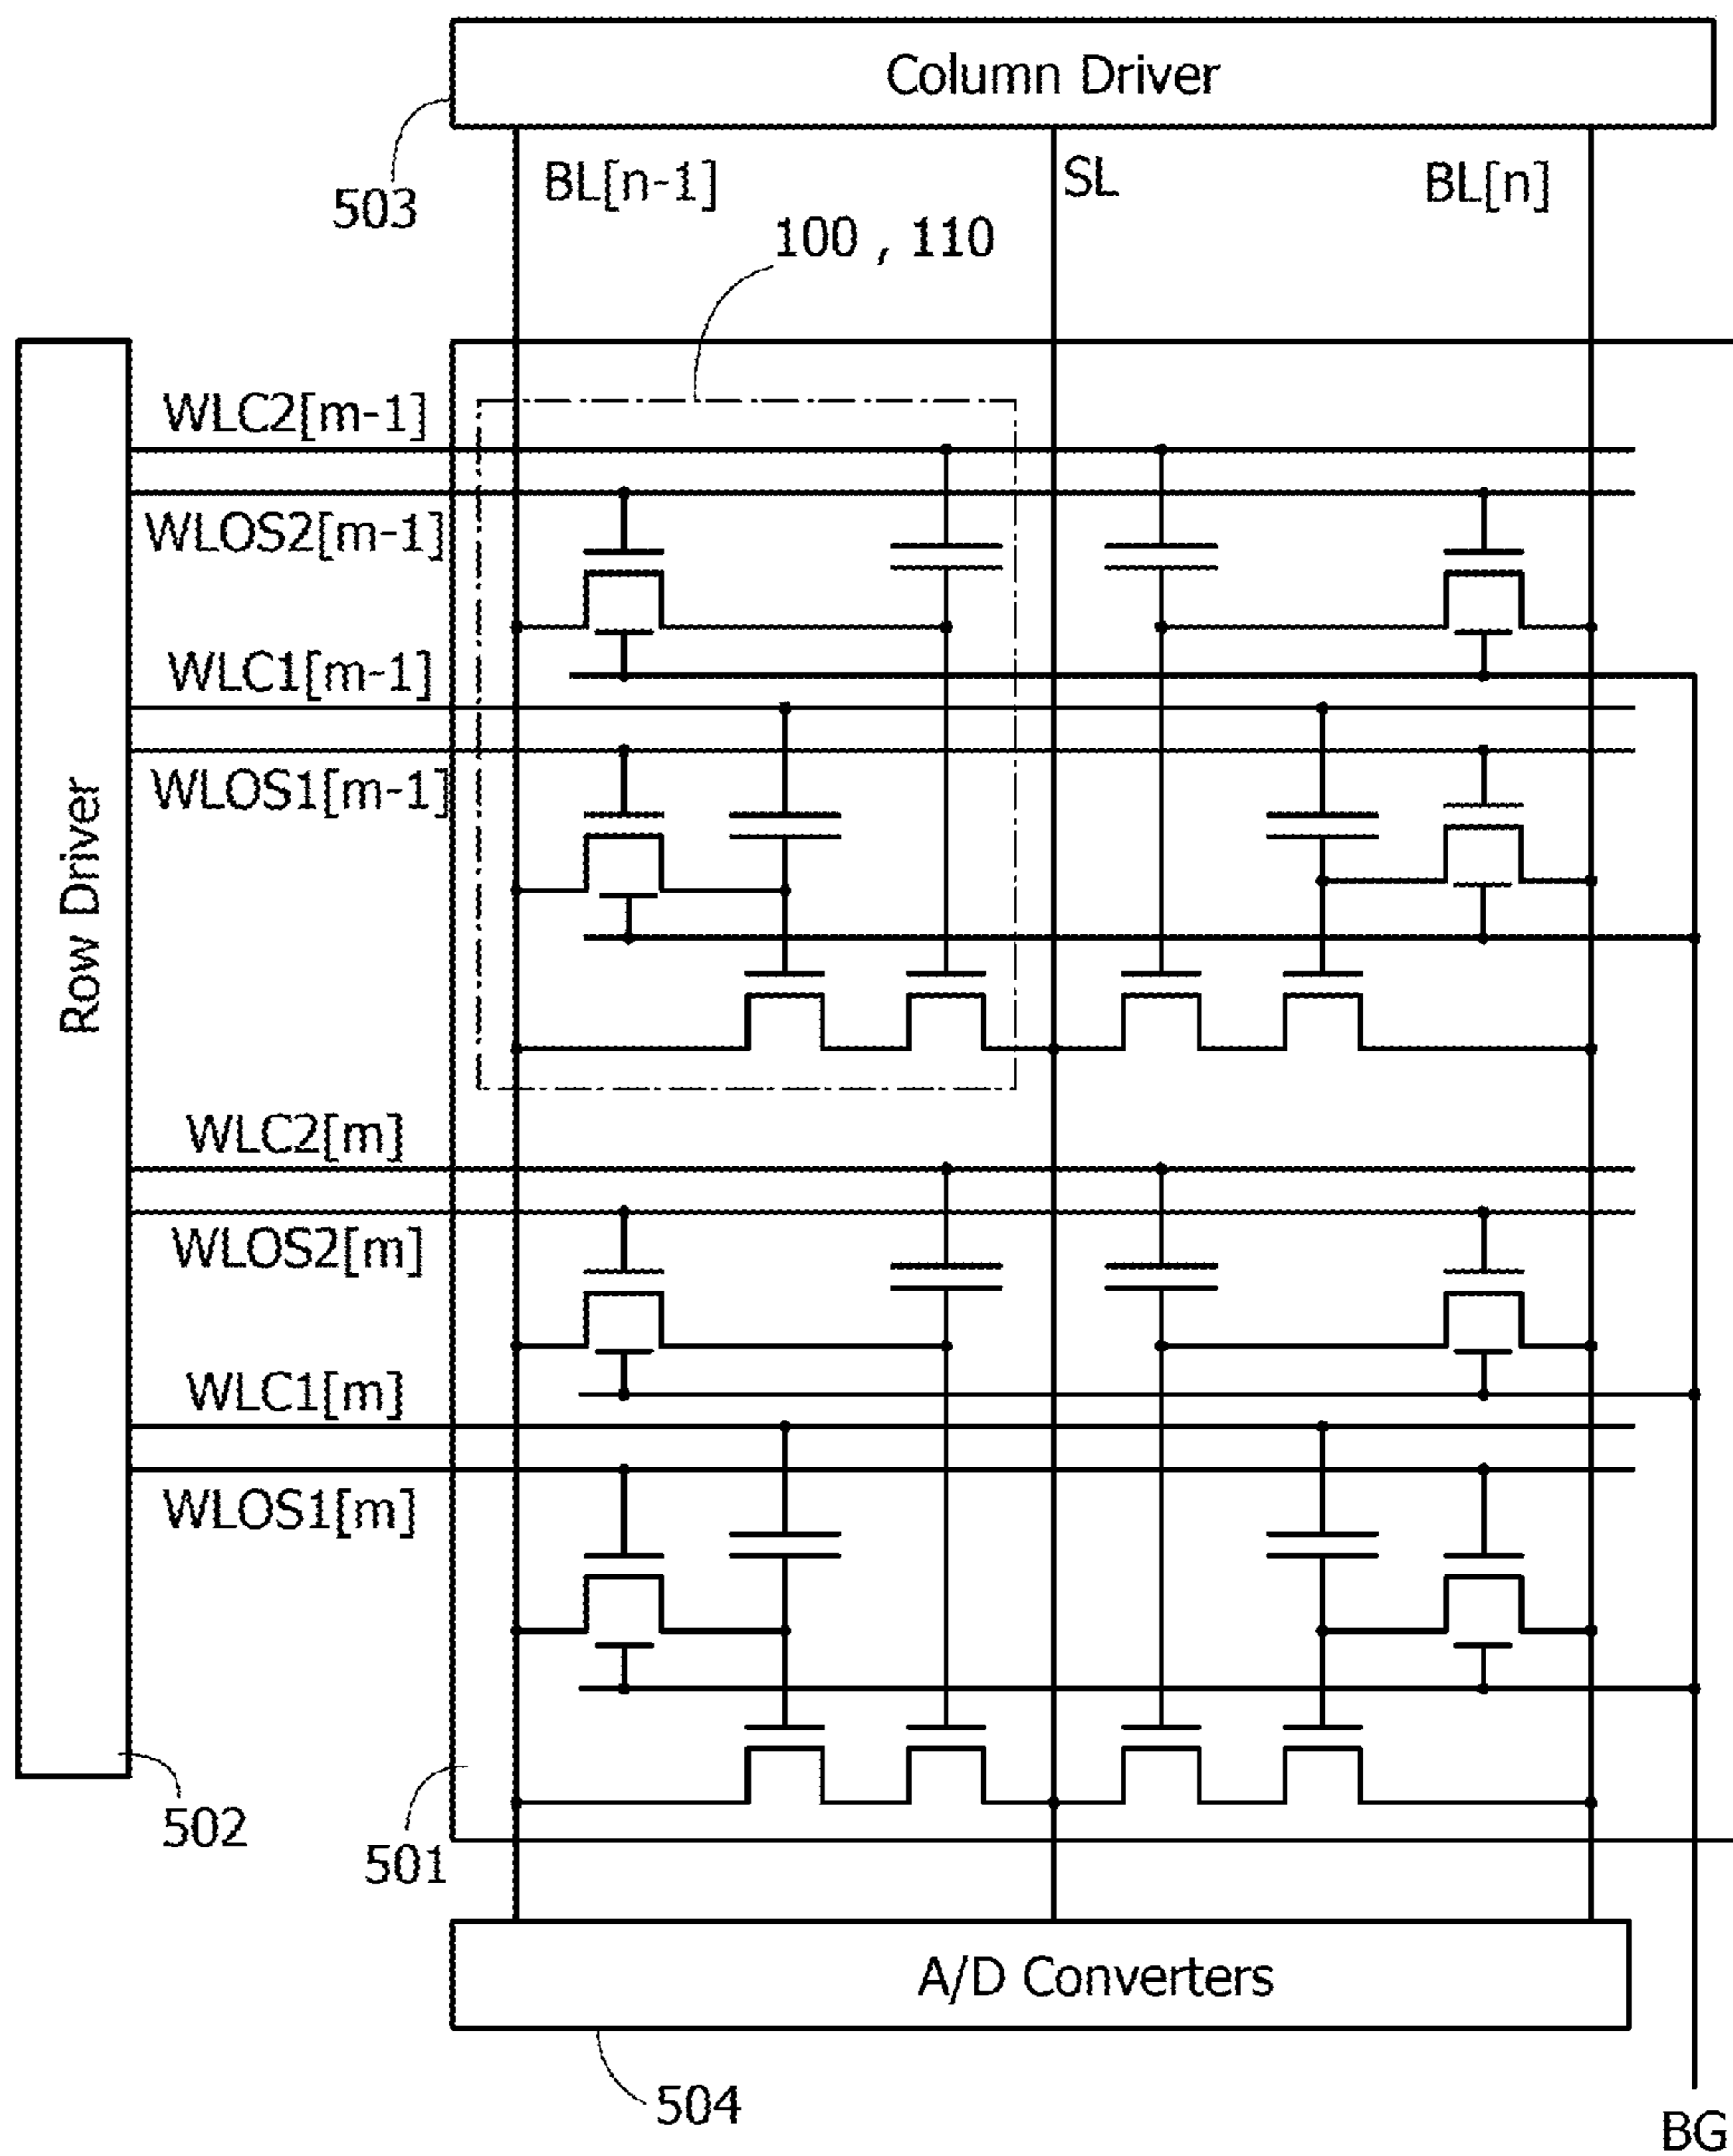 Column Driver
503
BL[n-1]
SL
BL[n]
100 , 110
WLC2[m-1]
WLOS2[m-1]
WLC1[m-1]
WLOS1[m-1]
Row Driver
WLC2[m]
WLOS2[m]
WLC1[m]
WLOS1[m]
502
501
A/D Converters
504
BG